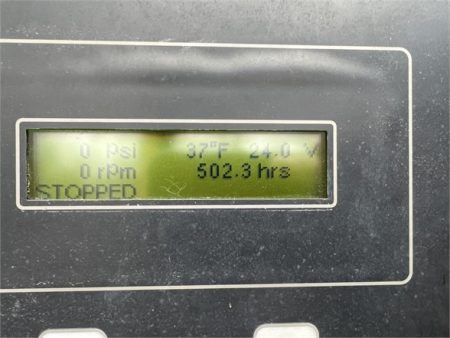 0 Psi 37°F 24.0 V
0 rPm 502.3 hrs
STOPPED